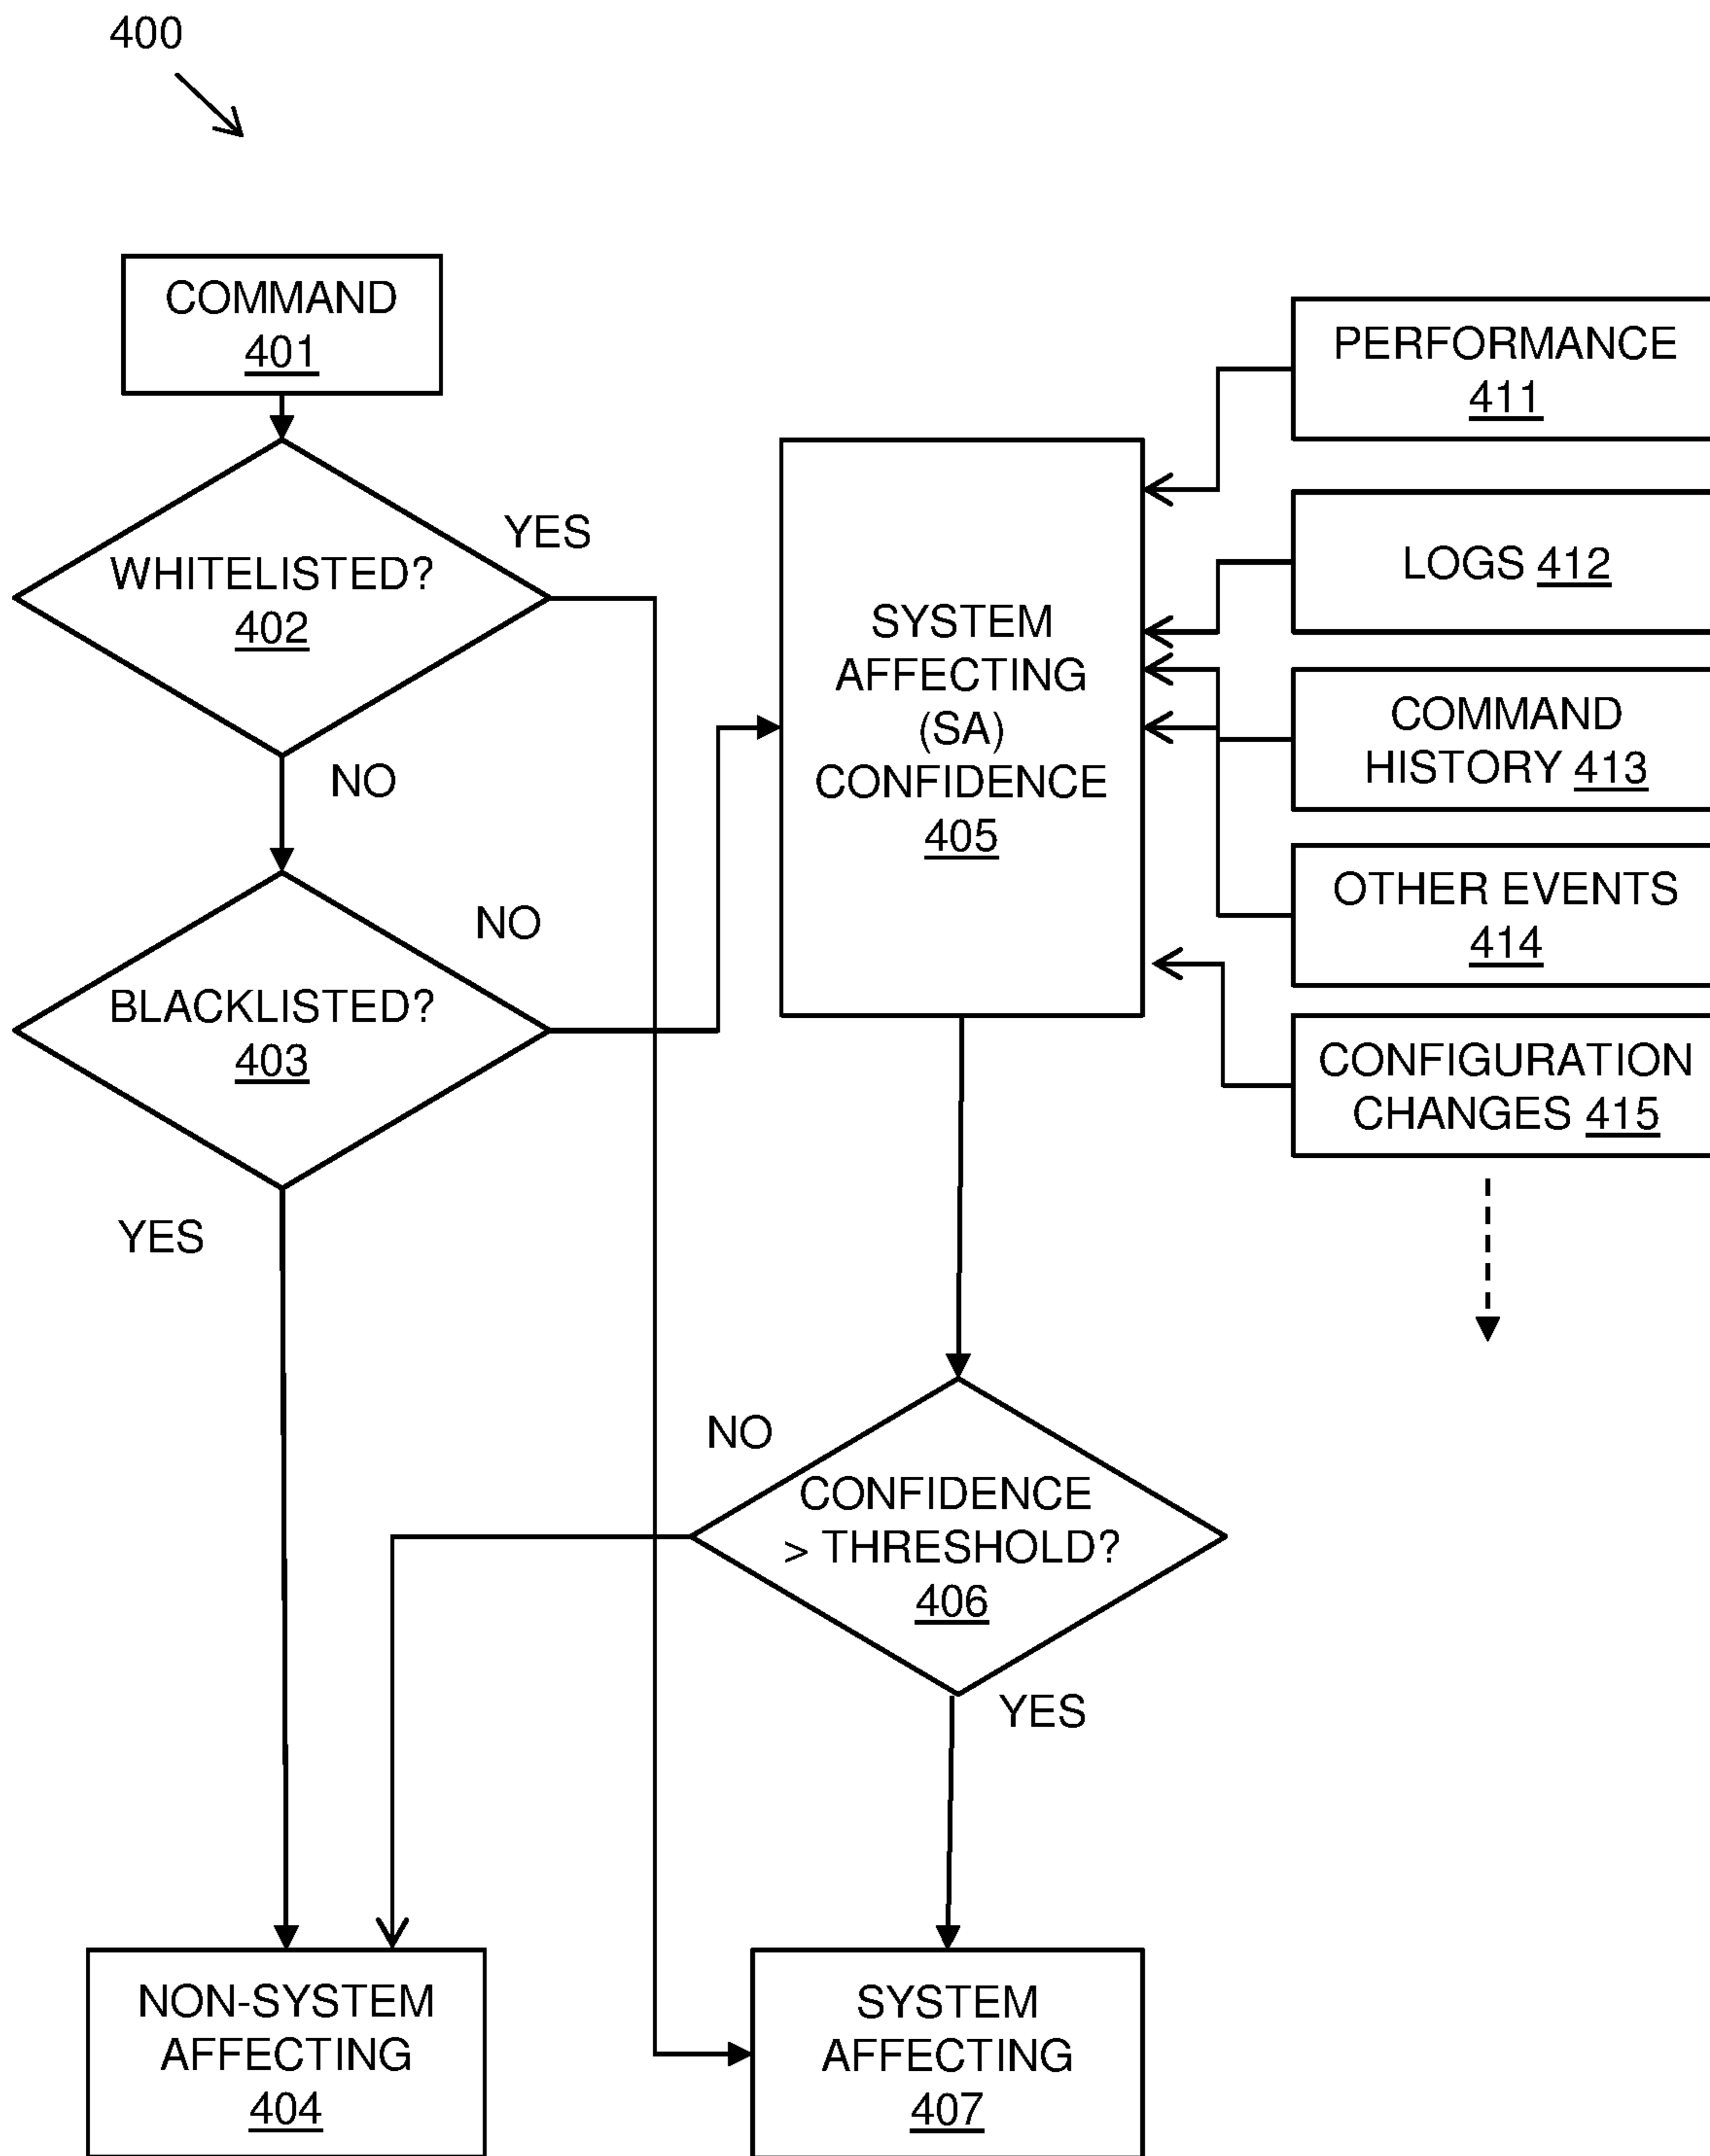 400
COMMAND
401
WHITELISTED?
402
YES
NO
BLACKLISTED?
403
NO
YES
SYSTEM
AFFECTING
(SA)
CONFIDENCE
405
PERFORMANCE
411
LOGS 412
COMMAND
HISTORY 413
OTHER EVENTS
414
CONFIGURATION
CHANGES 415
NO
CONFIDENCE
> THRESHOLD?
406
YES
NON-SYSTEM
AFFECTING
404
SYSTEM
AFFECTING
407